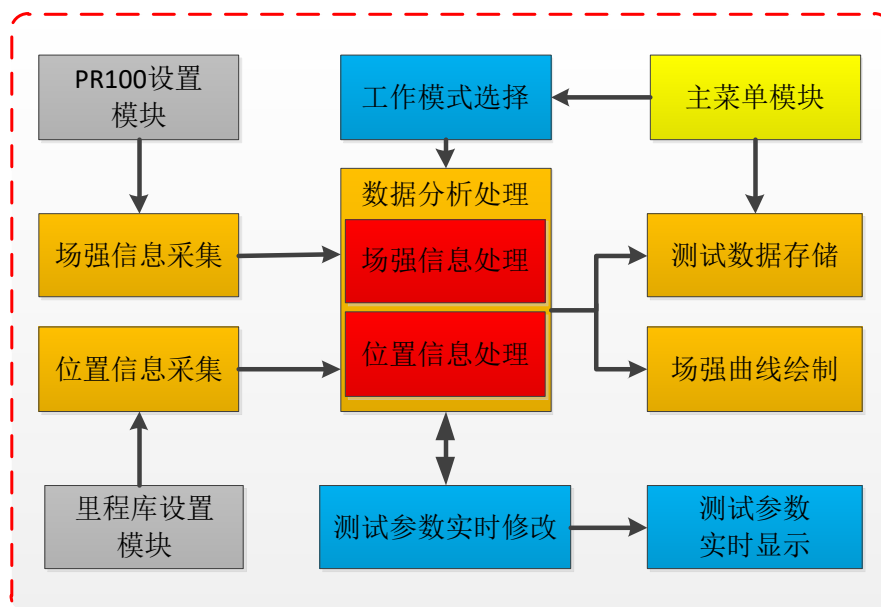 PR100设置
模块
工作模式选择
主菜单模块
数据分析处理
场强信息采集
场强信息处理
测试数据存储
位置信息采集
位置信息处理
场强曲线绘制
里程库设置
模块
测试参数实时修改
测试参数
实时显示